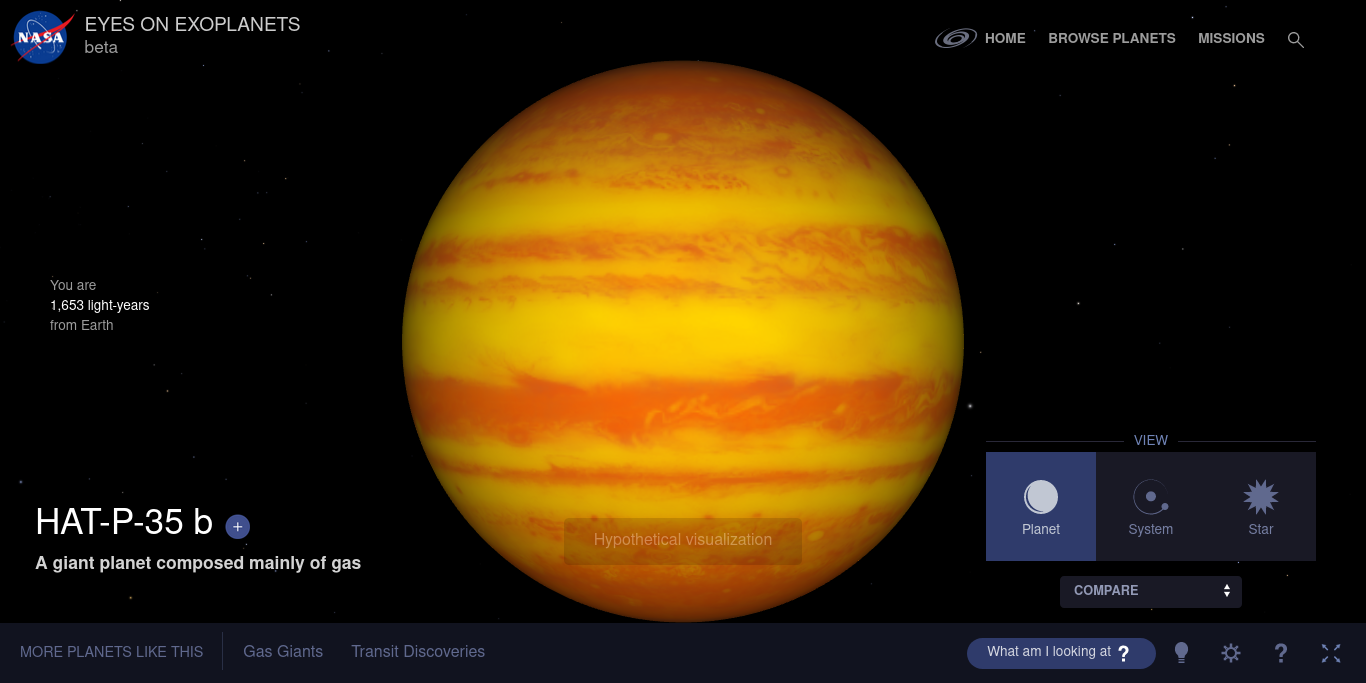 NASA
EYES ON EXOPLANETS
beta
HOME
BROWSE PLANETS
MISSIONS
You are
1,653 light-years
from Earth
HAT-P-35 b +
A giant planet composed mainly of gas
Hypothetical visualization
VIEW
Planet
System
Star
COMPARE
MORE PLANETS LIKE THIS
Gas Giants
Transit Discoveries
What am I looking at ?
?